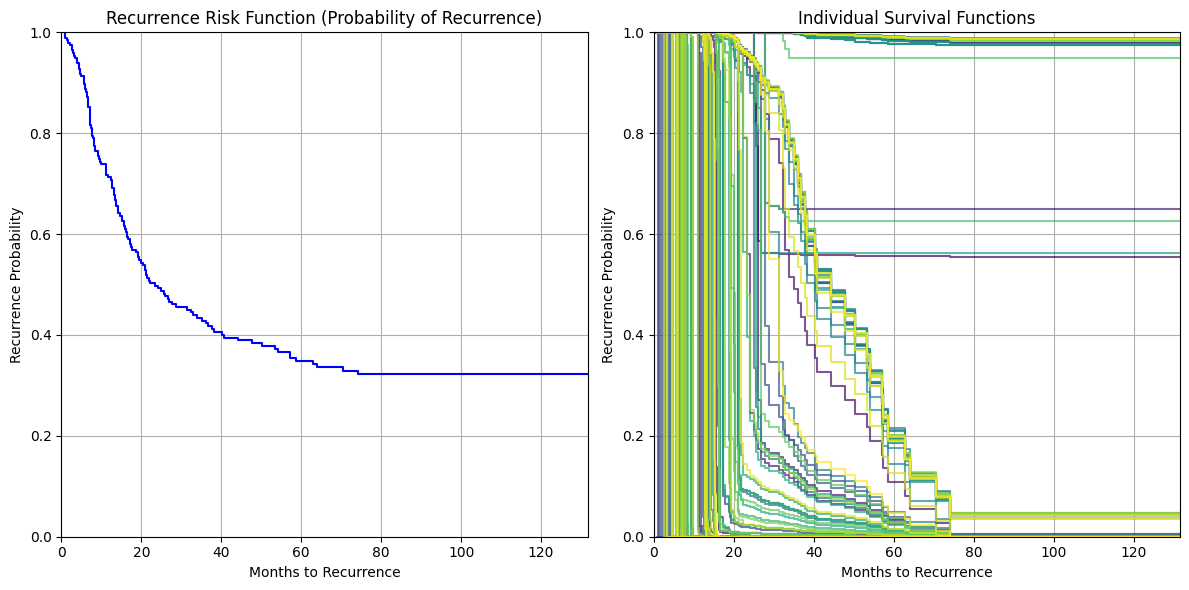 Recurrence Risk Function (Probability of Recurrence)
1.0
0.8
0.6
0.4
0.2
0.0
Recurrence Probability
0 20 40 60 80 100 120
Months to Recurrence
Individual Survival Functions
1.0
0.8
0.6
0.4
0.2
0.0
Recurrence Probability
0 20 40 60 80 100 120
Months to Recurrence